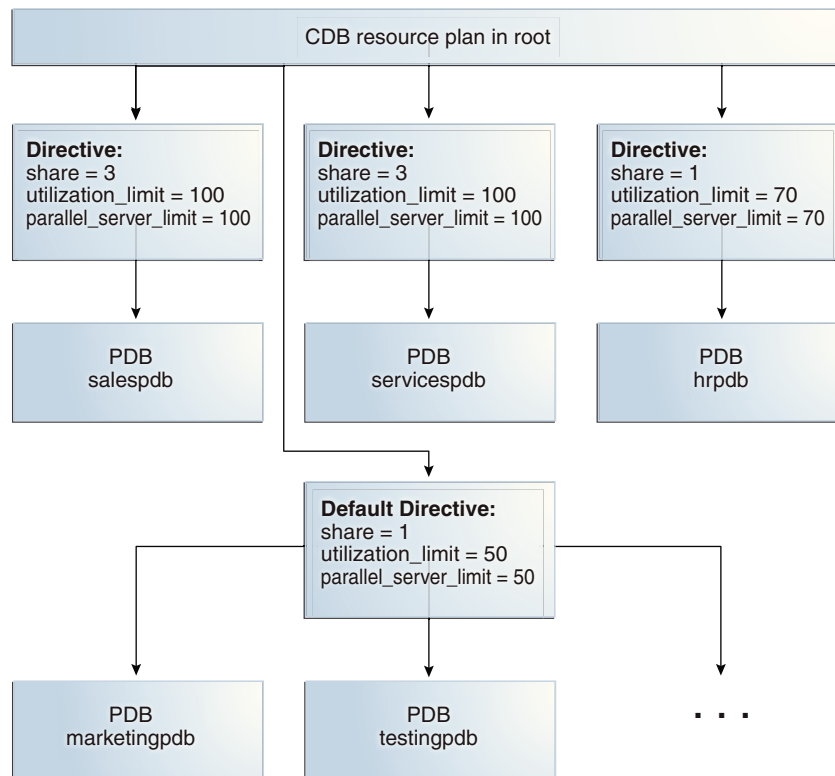 CDB resource plan in root
Directive:
share = 3
utilization_limit = 100
parallel_server_limit = 100
Directive:
share = 3
utilization_limit = 100
parallel_server_limit = 100
Directive:
share = 1
utilization_limit = 70
parallel_server_limit = 70
PDB
salespdb
PDB
servicespdb
PDB
hrpdb
Default Directive:
share = 1
utilization_limit = 50
parallel_server_limit = 50
PDB
marketingpdb
PDB
testingpdb
. . .